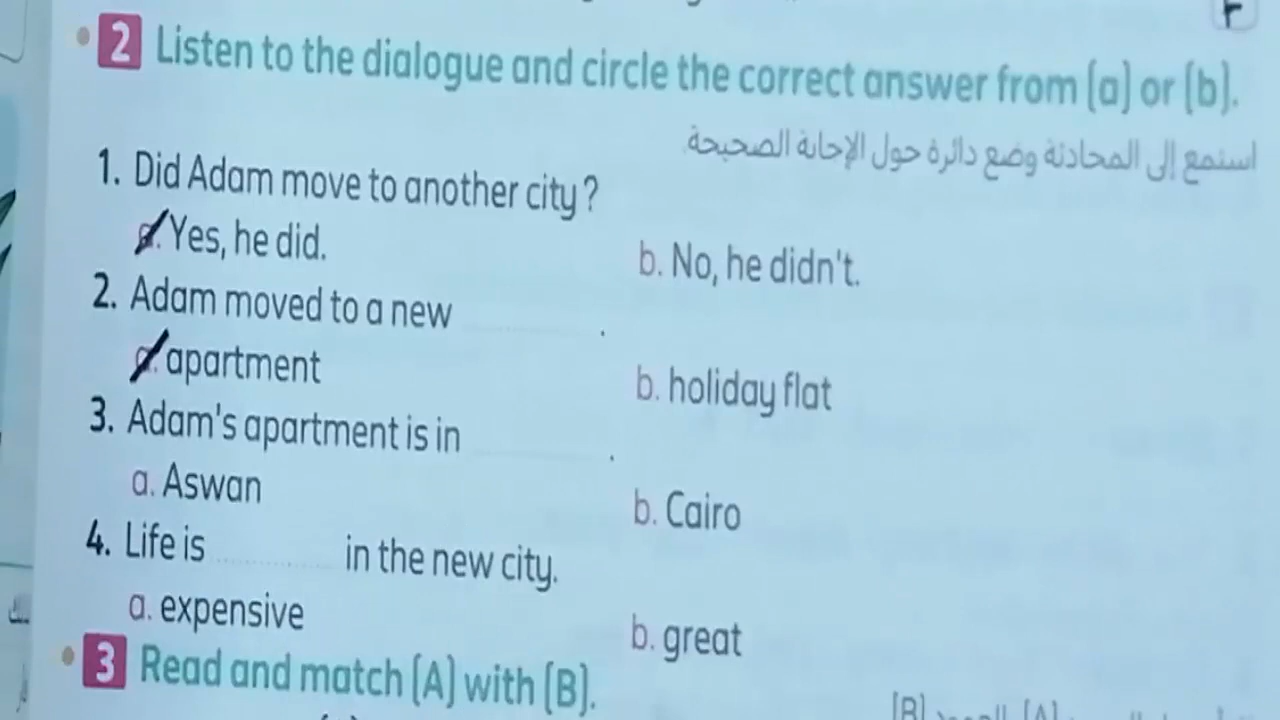 2 Listen to the dialogue and circle the correct answer from (a) or (b).
استمع إلى المحادثة وضع دائرة حول الإجابة الصحيحة
1. Did Adam move to another city?
a. Yes, he did. b. No, he didn't.
2. Adam moved to a new .
a. apartment b. holiday flat
3. Adam's apartment is in .
a. Aswan b. Cairo
4. Life is in the new city.
a. expensive b. great
3 Read and match (A) with (B).